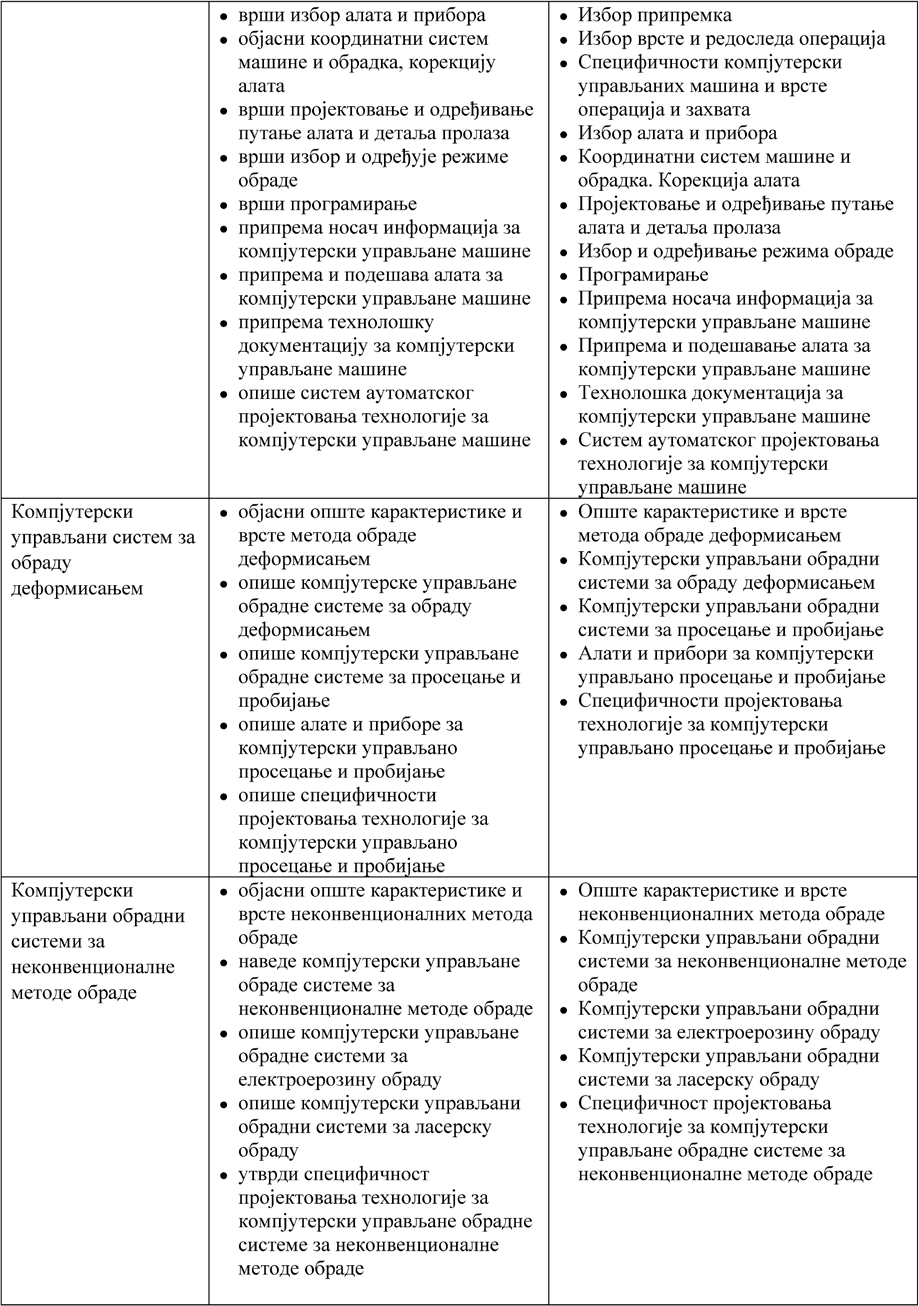 • врши избор алата и прибора
• објасни координатни систем
машине и обрадка, корекцију
алата
• врши пројектовање и одређивање
путање алата и детаља пролаза
• врши избор и одређује режиме
обраде
• врши програмирање
• припрема носач информација за
компјутерски управљане машине
• припрема и подешава алата за
компјутерски управљане машине
• припрема технолошку
документацију за компјутерски
управљане машине
• опише систем аутоматског
пројектовања технологије за
компјутерски управљане машине
• Избор припремка
• Избор врсте и редоследа операција
• Специфичности компјутерски
управљаних машина и врсте
операција и захвата
• Избор алата и прибора
• Координатни систем машине и
обрадка. Корекција алата
• Пројектовање и одређивање путање
алата и детаља пролаза
• Избор и одређивање режима обраде
• Програмирање
• Припрема носача информација за
компјутерски управљане машине
• Припрема и подешавање алата за
компјутерски управљане машине
• Технолошка документација за
компјутерски управљане машине
• Систем аутоматског пројектовања
технологије за компјутерски
управљане машине
Компјутерски
управљани систем за
обраду
деформисањем
• објасни опште карактеристике и
врсте метода обраде
деформисањем
• опише компјутерске управљане
обрадне системе за обраду
деформисањем
• опише компјутерски управљане
обрадне системе за просецање и
пробијање
• опише алате и приборе за
компјутерски управљано
просецање и пробијање
• опише специфичности
пројектовања технологије за
компјутерски управљано
просецање и пробијање
• Опште карактеристике и врсте
метода обраде деформисањем
• Компјутерски управљани обрадни
системи за обраду деформисањем
• Компјутерски управљани обрадни
системи за просецање и пробијање
• Алати и прибори за компјутерски
управљано просецање и пробијање
• Специфичности пројектовања
технологије за компјутерски
управљано просецање и пробијање
Компјутерски
управљани обрадни
системи за
неконвенционалне
методе обраде
• објасни опште карактеристике и
врсте неконвенционалних метода
обраде
• наведе компјутерски управљане
обраде системе за
неконвенционалне методе обраде
• опише компјутерски управљане
обрадне системи за
електроерозину обраду
• опише компјутерски управљани
обрадни системи за ласерску
обраду
• утврди специфичност
пројектовања технологије за
компјутерски управљане обрадне
системе за неконвенционалне
методе обраде
• Опште карактеристике и врсте
неконвенционалних метода обраде
• Компјутерски управљани обрадни
системи за неконвенционалне методе
обраде
• Компјутерски управљани обрадни
системи за електроерозину обраду
• Компјутерски управљани обрадни
системи за ласерску обраду
• Специфичност пројектовања
технологије за компјутерски
управљане обрадне системе за
неконвенционалне методе обраде